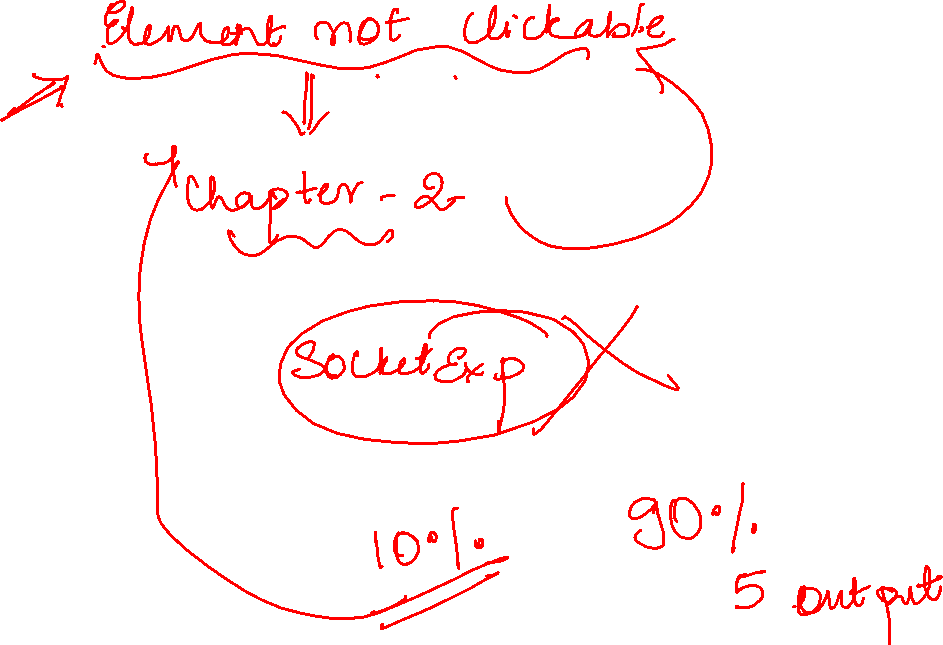 Element not clickable
Chapter - 2
SocketExp
10%
90%
5 output